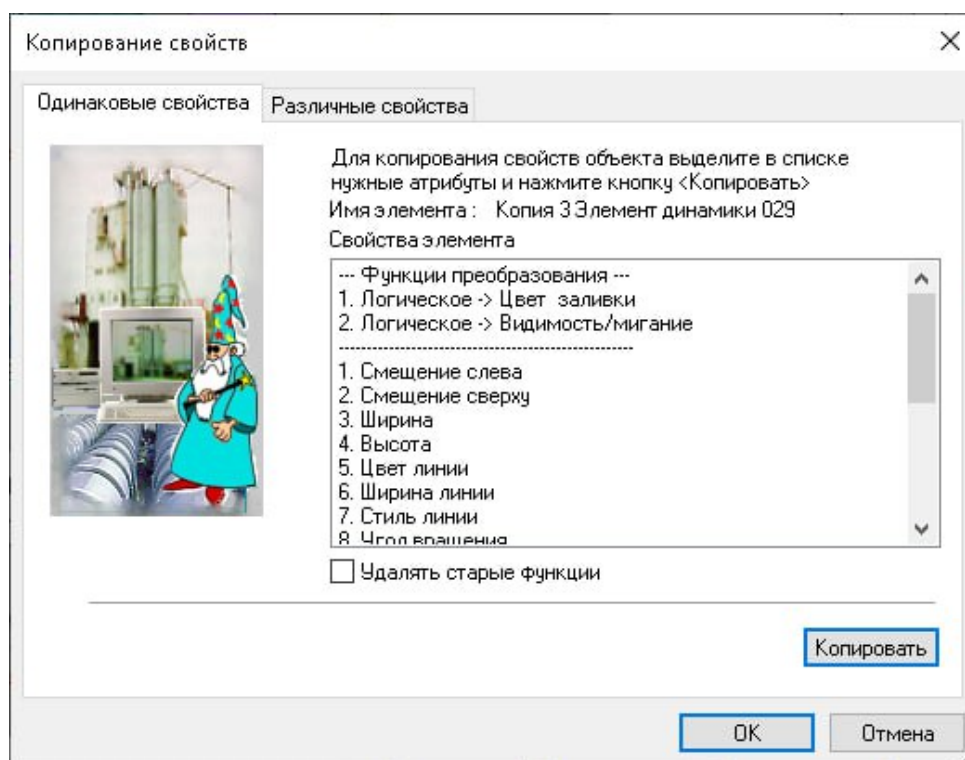 Копирование свойств
Одинаковые свойства
Различные свойства
Для копирования свойств объекта выделите в списке
нужные атрибуты и нажмите кнопку <Копировать>
Имя элемента : Копия 3 Элемент динамики 029
Свойства элемента
--- Функции преобразования ---
1. Логическое -> Цвет заливки
2. Логическое -> Видимость/мигание
-----------------------------------------------------
1. Смещение слева
2. Смещение сверху
3. Ширина
4. Высота
5. Цвет линии
6. Ширина линии
7. Стиль линии
8. Угол вращения
Удалять старые функции
Копировать
OK
Отмена